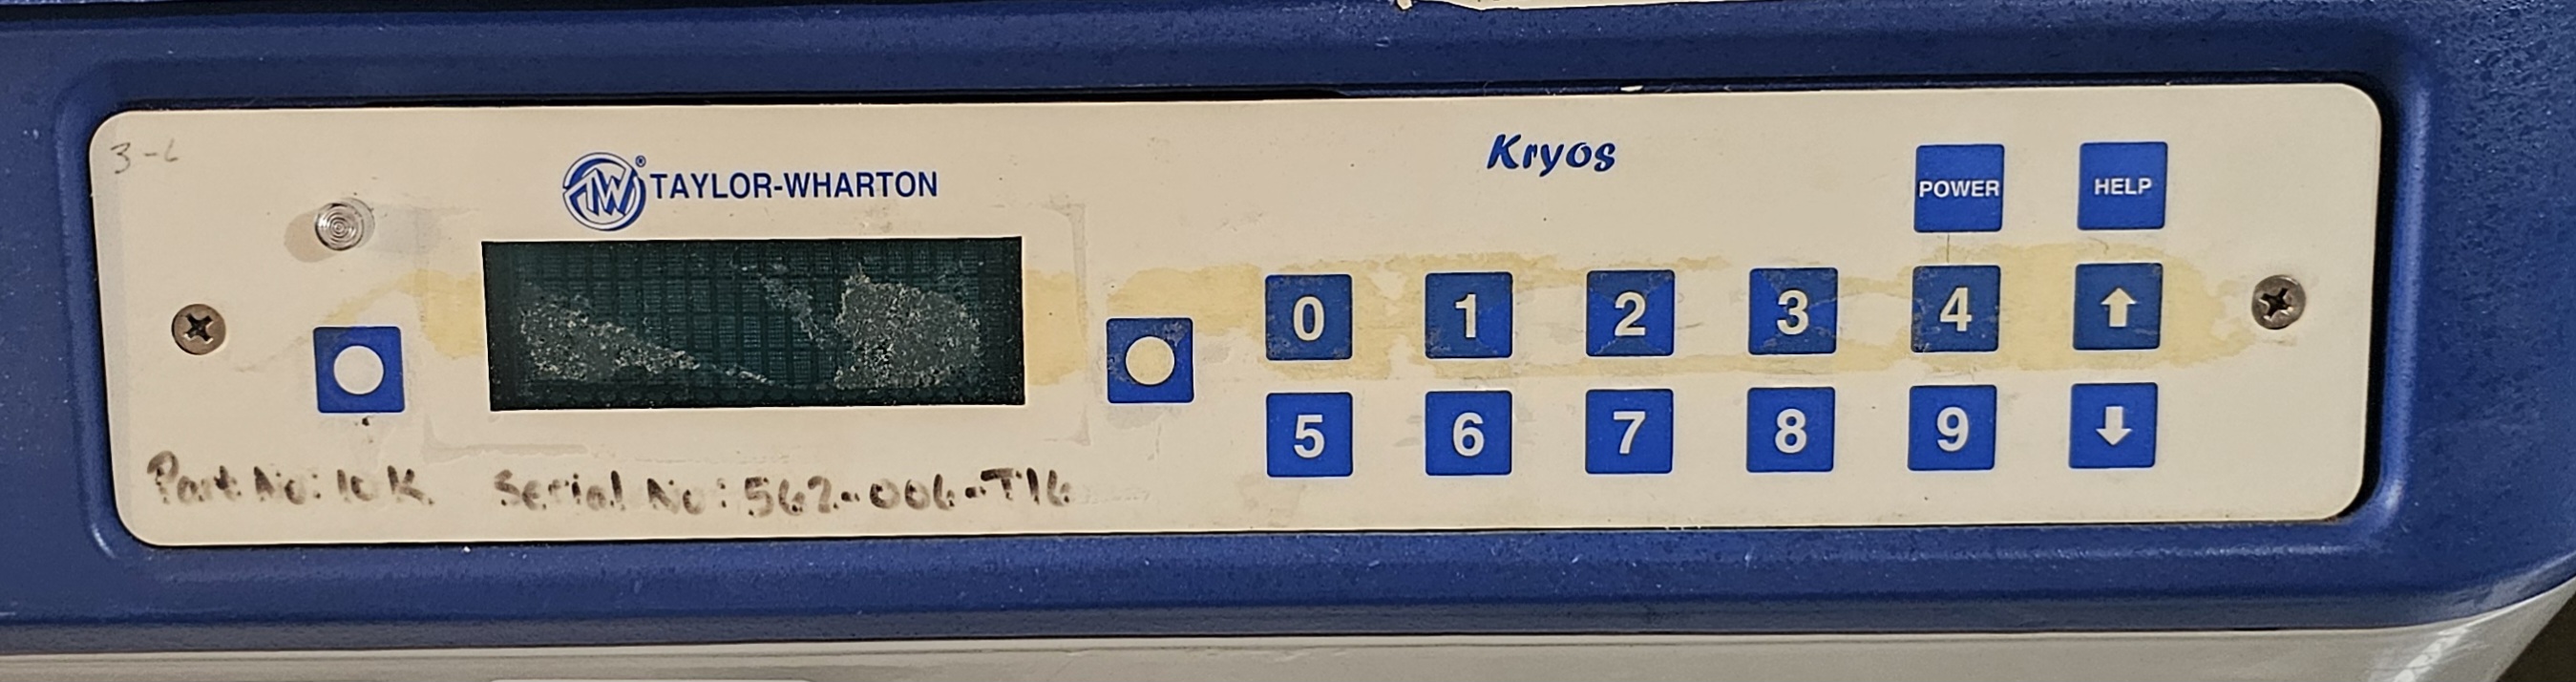 3-6
TW® TAYLOR-WHARTON
Kryos
POWER HELP
0 1 2 3 4 ↑
5 6 7 8 9 ↓
Part No: 10K Serial No: 562-006-T16